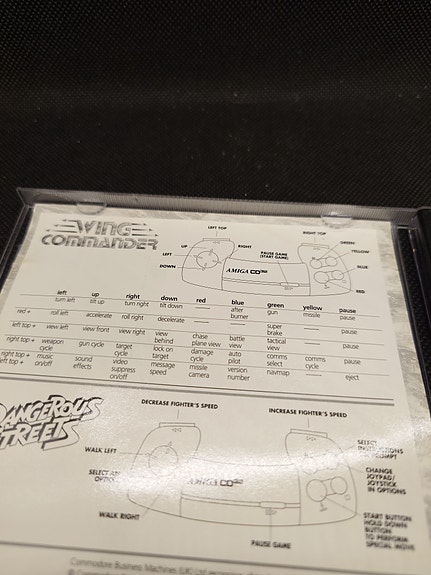 WING
COMMANDER
LEFT TOP
RIGHT TOP
UP
LEFT
DOWN
RIGHT
PAUSE GAME
(START GAME)
GREEN
YELLOW
BLUE
RED
AMIGA CD32
left up right down red blue green yellow pause
turn left tilt up turn right tilt down —— after burner gun missile pause
red + roll left accelerate roll right decelerate —— —— super brake —— pause
left top + view left view front view right view behind chase plane view battle view tactical view —— pause
right top + weapon cycle gun cycle target cycle lock on target damage cycle auto pilot comms select comms cycle pause
right top + left top + music on/off sound effects video suppress on/off message speed missile camera version number navmap —— eject
DANGEROUS
STREETS
DECREASE FIGHTER'S SPEED
INCREASE FIGHTER'S SPEED
WALK LEFT
OPTION
WALK RIGHT
AMIGA CD32
SELECT
INSTRUCTIONS
PROMPT
CHANGE
JOYPAD/
JOYSTICK
IN OPTIONS
START BUTTON
HOLD DOWN
BUTTON
TO PERFORM
SPECIAL MOVE
PAUSE GAME
Commodore Business Machines (UK) Ltd